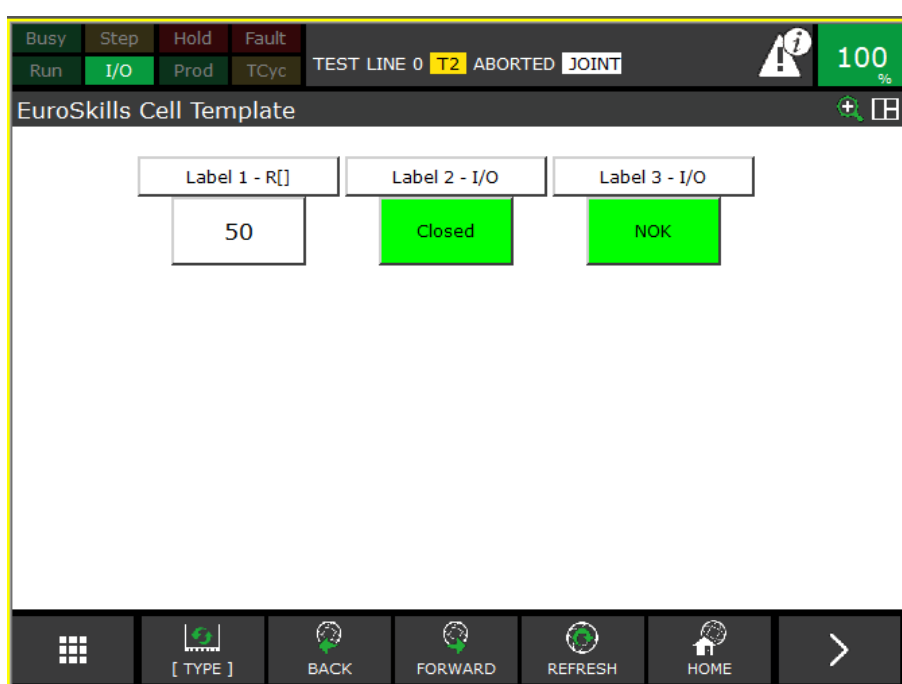 Busy Step Hold Fault
Run I/O Prod TCyc
TEST LINE 0 T2 ABORTED JOINT
i
100
%
EuroSkills Cell Template
Label 1 - R[] Label 2 - I/O Label 3 - I/O
50 Closed NOK
[ TYPE ] BACK FORWARD REFRESH HOME